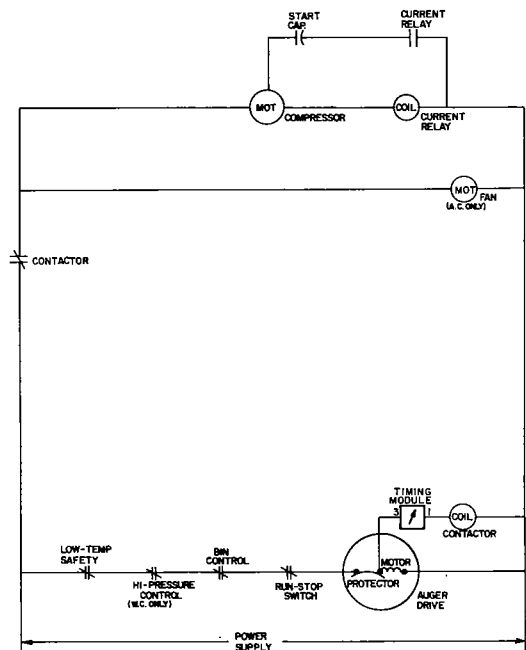 START
CAP.
CURRENT
RELAY
MOT
COMPRESSOR
COIL
CURRENT
RELAY
MOT
FAN
(A.C. ONLY)
CONTACTOR
TIMING
MODULE
3
1
COIL
CONTACTOR
LOW-TEMP
SAFETY
HI-PRESSURE
CONTROL
(W.C. ONLY)
BIN
CONTROL
RUN-STOP
SWITCH
MOTOR
PROTECTOR
AUGER
DRIVE
POWER
SUPPLY